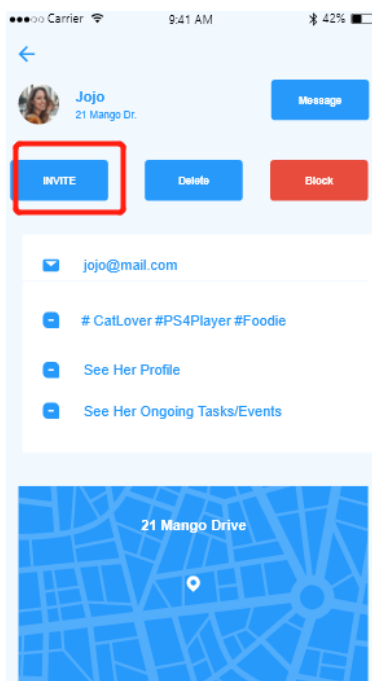 Carrier 9:41 AM 42%
Jojo
21 Mango Dr.
Message
INVITE Delete Block
jojo@mail.com
# CatLover #PS4Player #Foodie
See Her Profile
See Her Ongoing Tasks/Events
21 Mango Drive